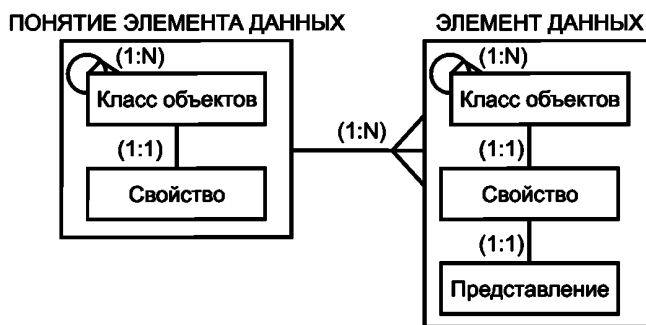 ПОНЯТИЕ ЭЛЕМЕНТА ДАННЫХ
(1:N)
Класс объектов
(1:1)
Свойство
(1:N)
ЭЛЕМЕНТ ДАННЫХ
(1:N)
Класс объектов
(1:1)
Свойство
(1:1)
Представление